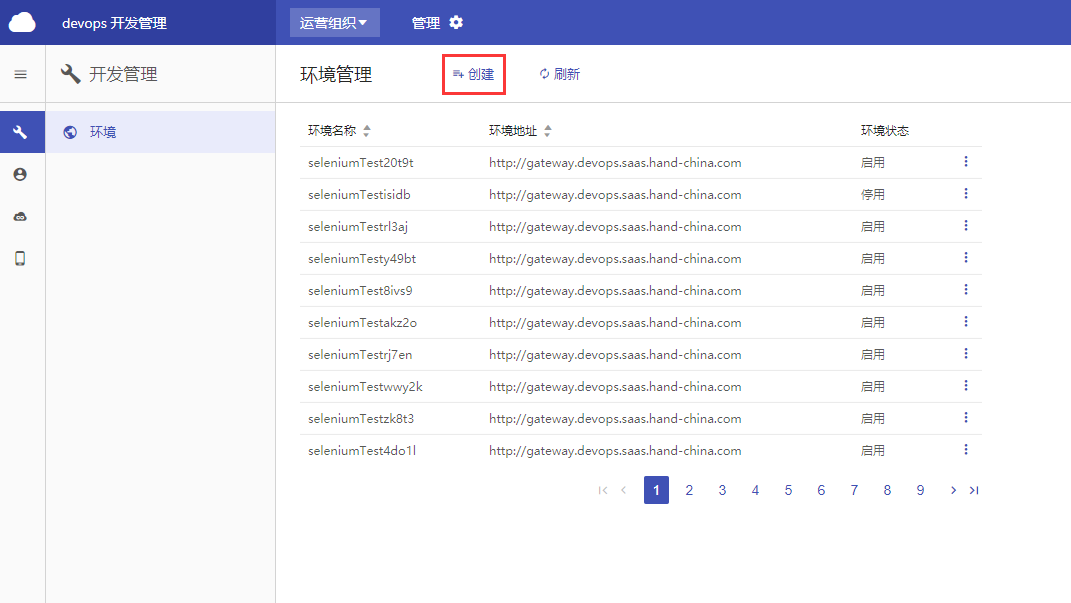 devops 开发管理 运营组织 管理
开发管理 环境管理 创建 刷新
环境
环境名称 环境地址 环境状态
seleniumTest20t9t http://gateway.devops.saas.hand-china.com 启用
seleniumTestisidb http://gateway.devops.saas.hand-china.com 停用
seleniumTestrl3aj http://gateway.devops.saas.hand-china.com 启用
seleniumTesty49bt http://gateway.devops.saas.hand-china.com 启用
seleniumTest8ivs9 http://gateway.devops.saas.hand-china.com 启用
seleniumTestakz2o http://gateway.devops.saas.hand-china.com 启用
seleniumTestrj7en http://gateway.devops.saas.hand-china.com 启用
seleniumTestwwy2k http://gateway.devops.saas.hand-china.com 启用
seleniumTestzk8t3 http://gateway.devops.saas.hand-china.com 启用
seleniumTest4do1l http://gateway.devops.saas.hand-china.com 启用
1 2 3 4 5 6 7 8 9